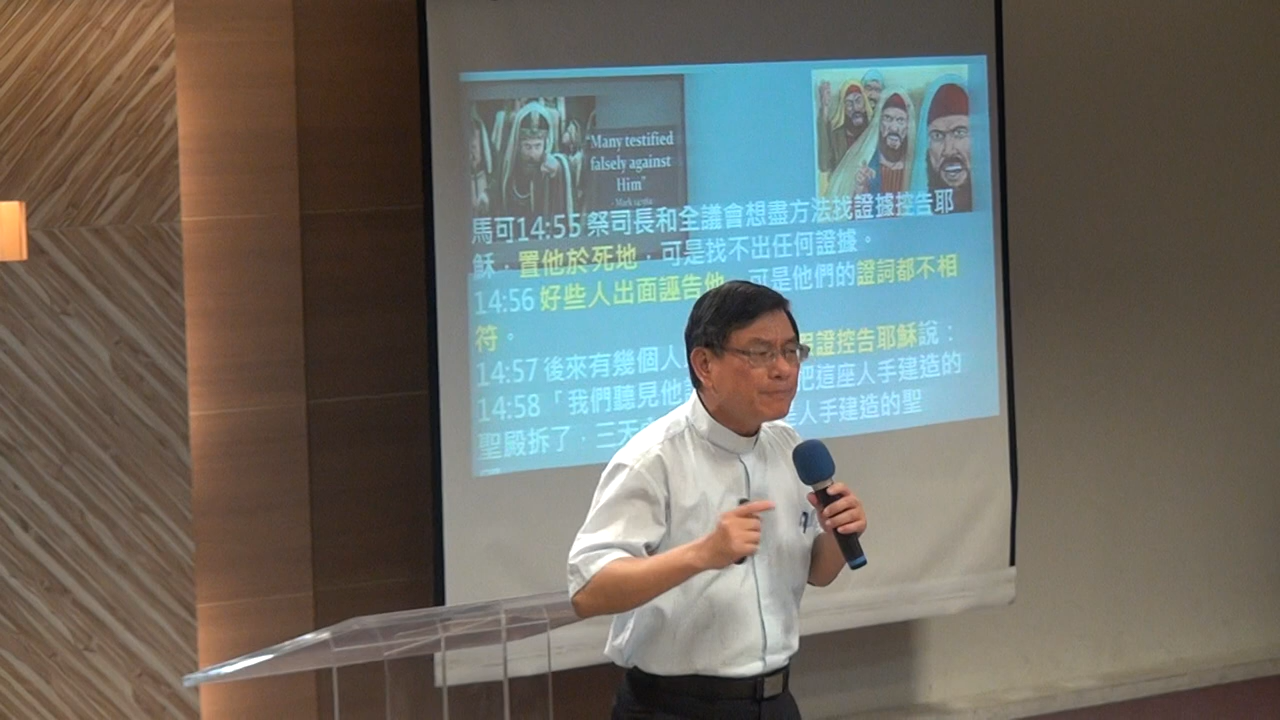 "Many testified
falsely against
Him"
馬可14:55 祭司長和全議會想盡方法找證據控告耶
穌，置他於死地，可是找不出任何證據。
14:56 好些人出面誣告他 可是他們的證詞都不相
符。
14:57 後來有幾個人 證控告耶穌說：
14:58「我們聽見他 把這座人手建造的
聖殿拆了，三天 人手建造的聖